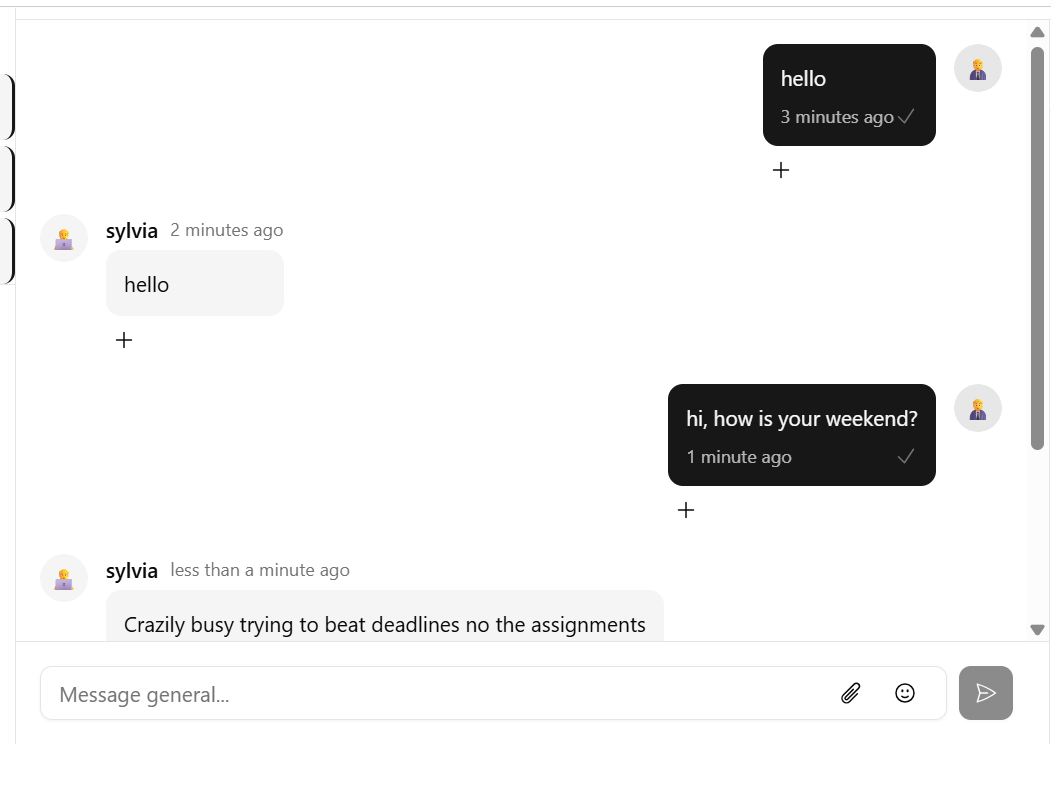 hello
3 minutes ago
sylvia 2 minutes ago
hello
hi, how is your weekend?
1 minute ago
sylvia less than a minute ago
Crazily busy trying to beat deadlines no the assignments
Message general...